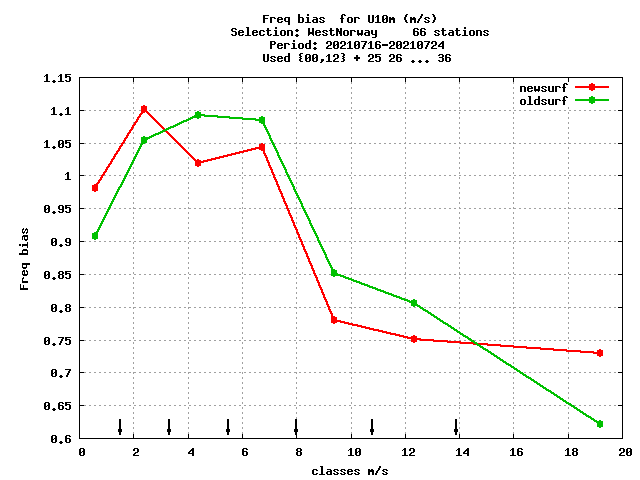 Freq bias  for U10m (m/s)
Selection: WestNorway     66 stations
Period: 20210716-20210724
Used {00,12} + 25 26 ... 36
newsurf
oldsurf
1.15
1.1
1.05
1
0.95
0.9
0.85
0.8
0.75
0.7
0.65
0.6
Freq bias
0 2 4 6 8 10 12 14 16 18 20
classes m/s